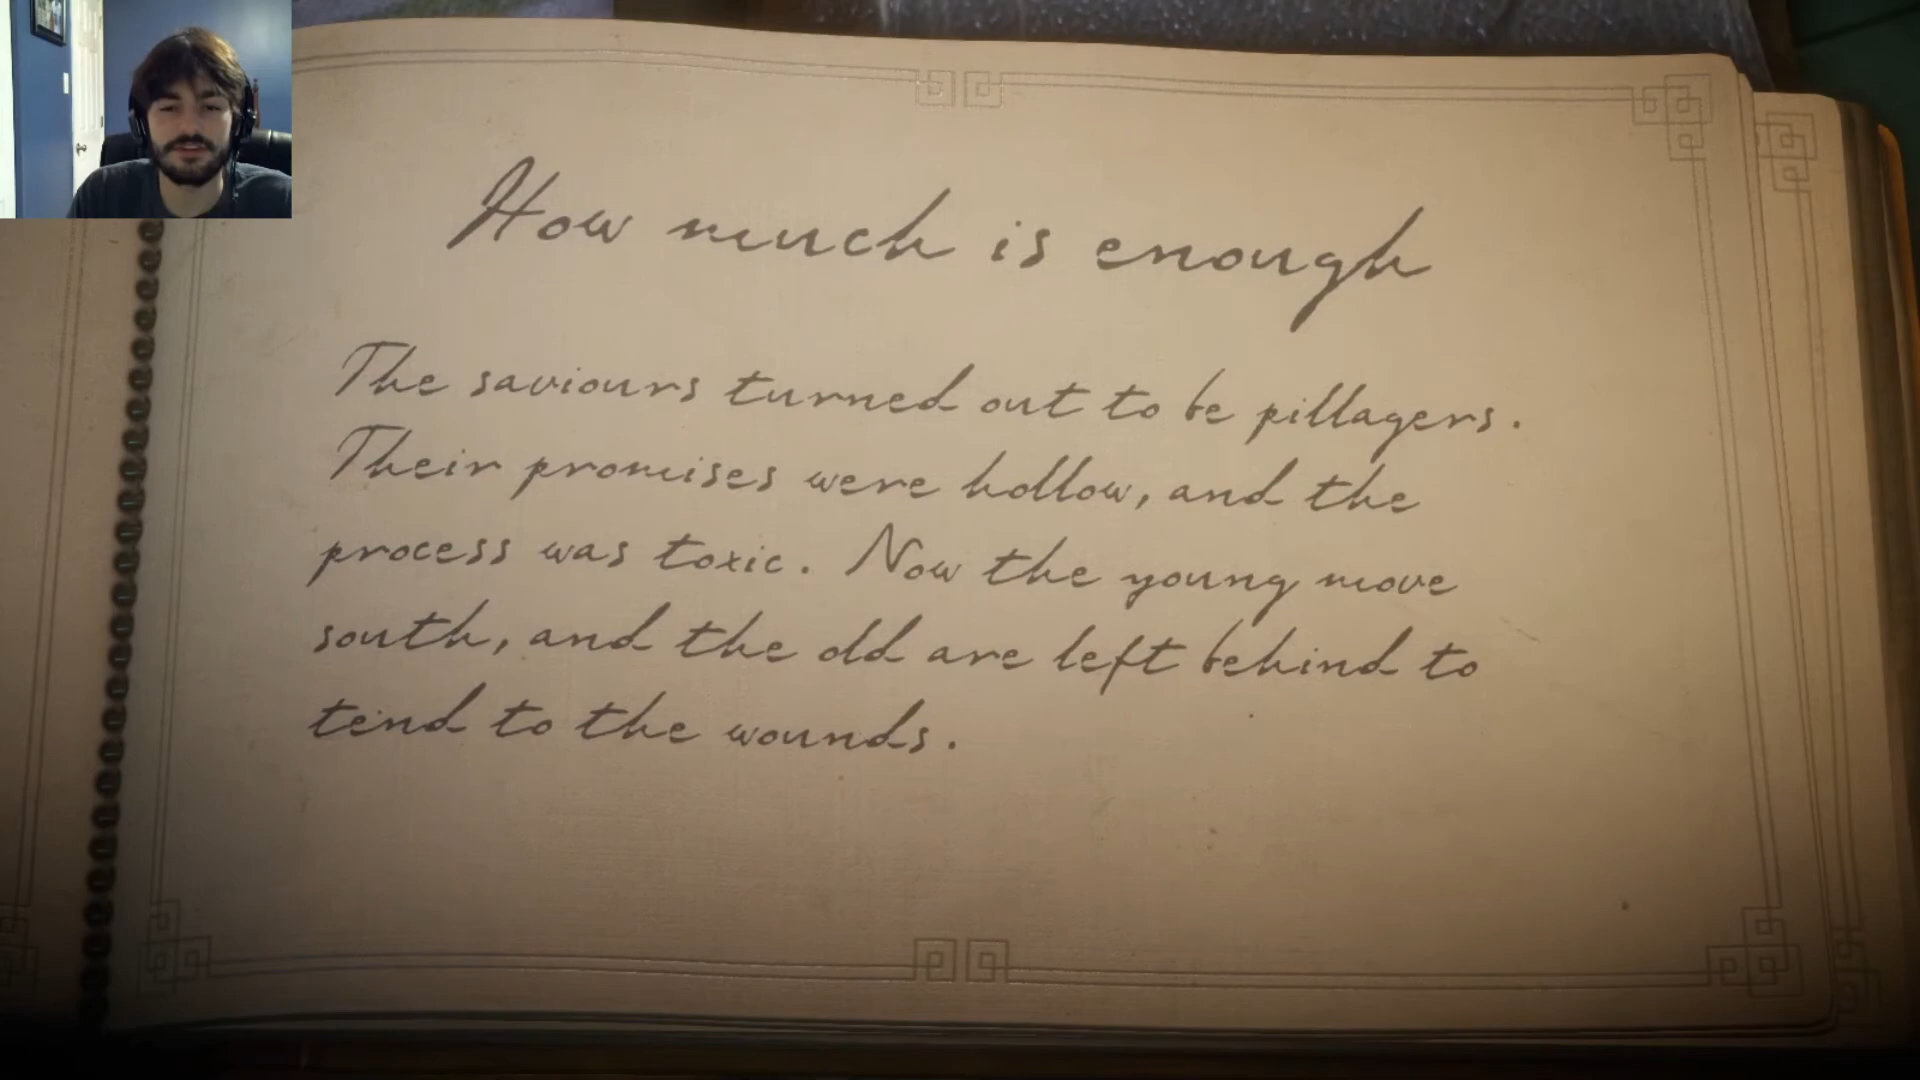 How much is enough
The saviours turned out to be pillagers.
Their promises were hollow, and the
process was toxic. Now the young move
south, and the old are left behind to
tend to the wounds.